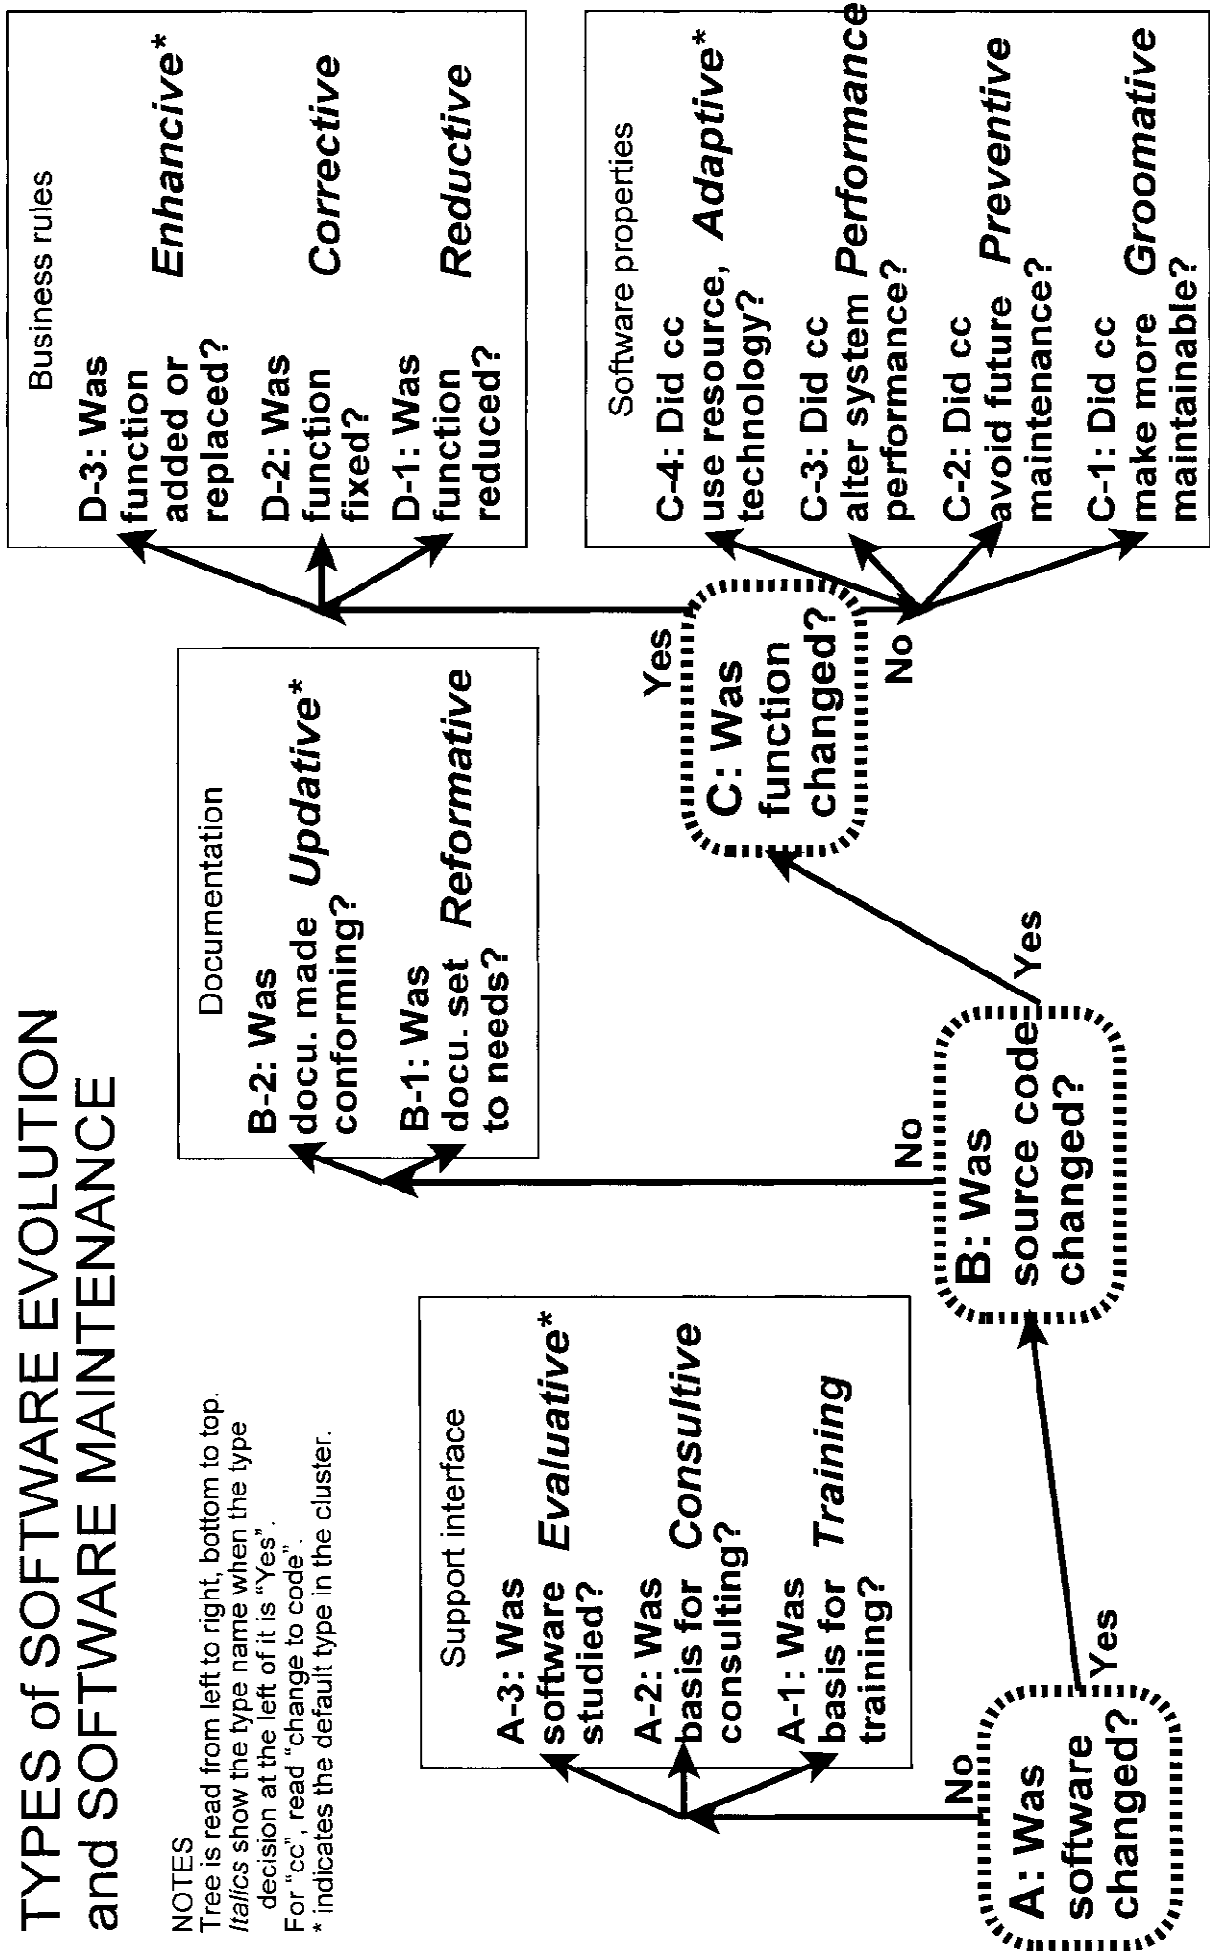 TYPES of SOFTWARE EVOLUTION
and SOFTWARE MAINTENANCE
NOTES
Tree is read from left to right, bottom to top.
Italics show the type name when the type
decision at the left of it is “Yes”.
For “cc”, read “change to code”.
* indicates the default type in the cluster.
A: Was
software
changed?
No
Yes
Support interface
A-3: Was
software Evaluative*
studied?
A-2: Was
basis for Consultive
consulting?
A-1: Was
basis for Training
training?
B: Was
source code
changed?
No
Yes
Documentation
B-2: Was
docu. made Updative*
conforming?
B-1: Was
docu. set Reformative
to needs?
C: Was
function
changed?
Yes
No
Business rules
D-3: Was
function
added or Enhancive*
replaced?
D-2: Was
function Corrective
fixed?
D-1: Was
function Reductive
reduced?
Software properties
C-4: Did cc
use resource, Adaptive*
technology?
C-3: Did cc
alter system Performance
performance?
C-2: Did cc
avoid future Preventive
maintenance?
C-1: Did cc
make more Groomative
maintainable?